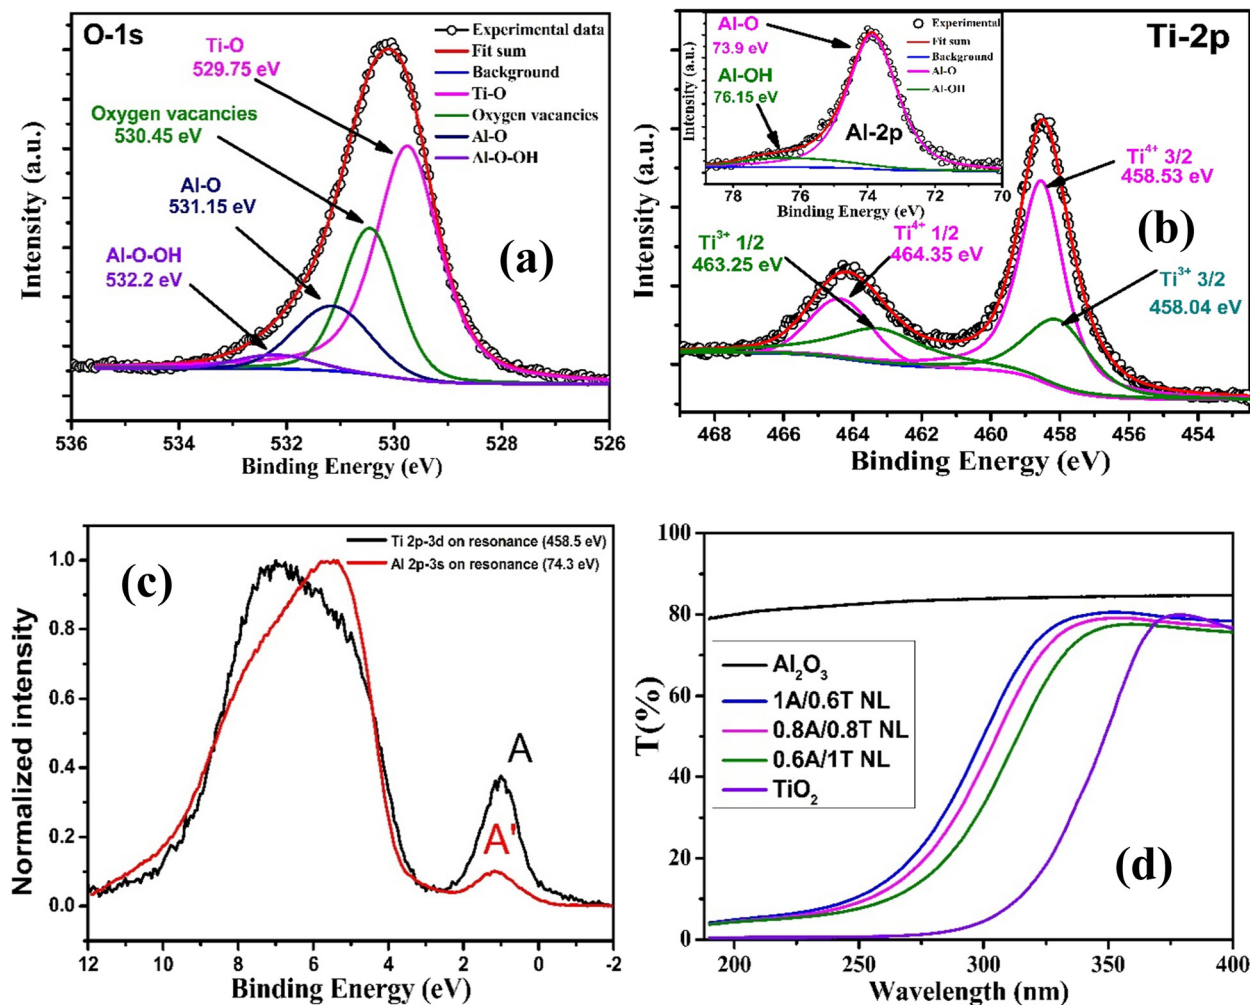 O-1s
Ti-O
529.75 eV
Oxygen vacancies
530.45 eV
Al-O
531.15 eV
Al-O-OH
532.2 eV
Experimental data
Fit sum
Background
Ti-O
Oxygen vacancies
Al-O
Al-O-OH
(a)
Intensity (a.u.)
536 534 532 530 528 526
Binding Energy (eV)
Ti-2p
Al-O
73.9 eV
Al-OH
76.15 eV
Al-2p
Experimental
Fit sum
Background
Al-O
Al-OH
Intensity (a.u.)
78 76 74 72 70
Binding Energy (eV)
Ti3+ 1/2
463.25 eV
Ti4+ 1/2
464.35 eV
Ti4+ 3/2
458.53 eV
(b)
Ti3+ 3/2
458.04 eV
Intensity (a.u.)
468 466 464 462 460 458 456 454
Binding Energy (eV)
Ti 2p-3d on resonance (458.5 eV)
Al 2p-3s on resonance (74.3 eV)
(c)
A
A'
Normalized intensity
1.0
0.8
0.6
0.4
0.2
0.0
12 10 8 6 4 2 0 -2
Binding Energy (eV)
T(%)
100
80
60
40
20
0
Al2O3
1A/0.6T NL
0.8A/0.8T NL
0.6A/1T NL
TiO2
(d)
200 250 300 350 400
Wavelength (nm)